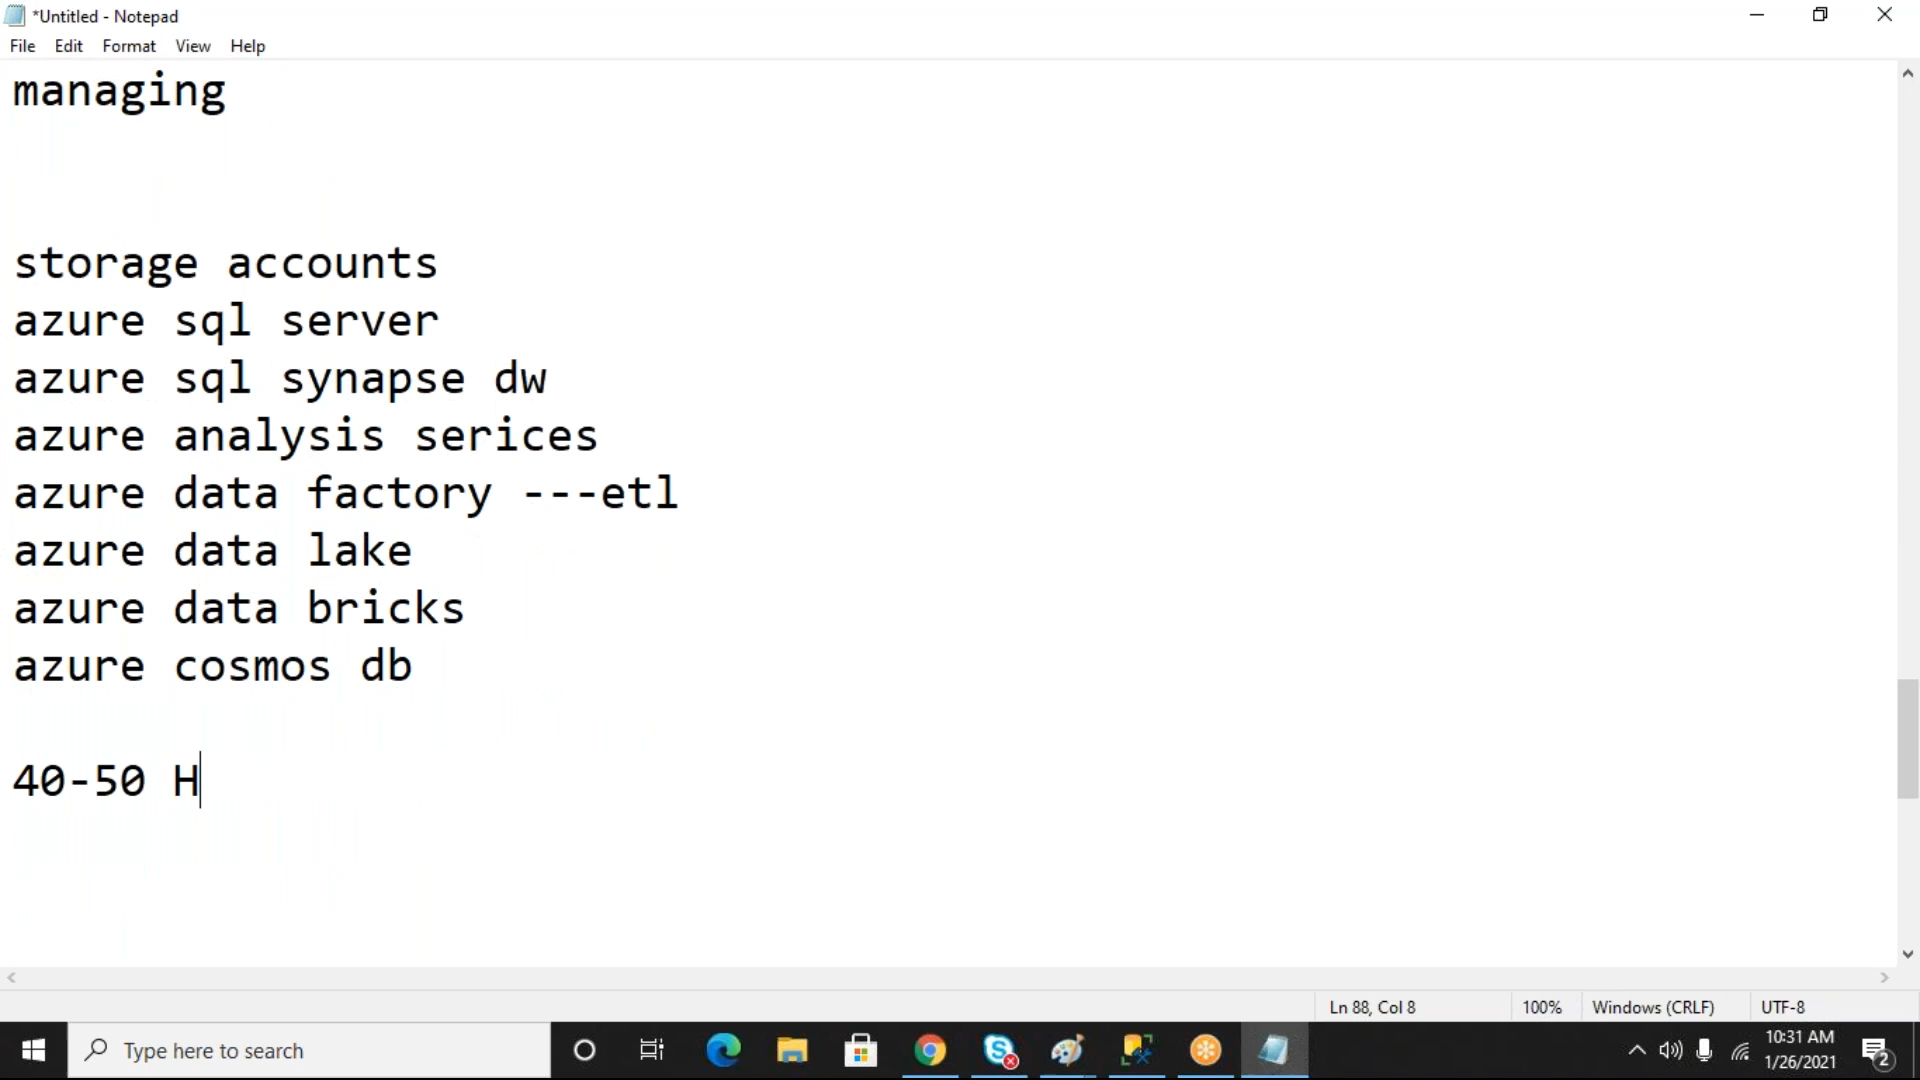 *Untitled - Notepad
File Edit Format View Help
managing
storage accounts
azure sql server
azure sql synapse dw
azure analysis serices
azure data factory ---etl
azure data lake
azure data bricks
azure cosmos db
40-50 H
Ln 88, Col 8 100% Windows (CRLF) UTF-8
Type here to search
10:31 AM
1/26/2021
2